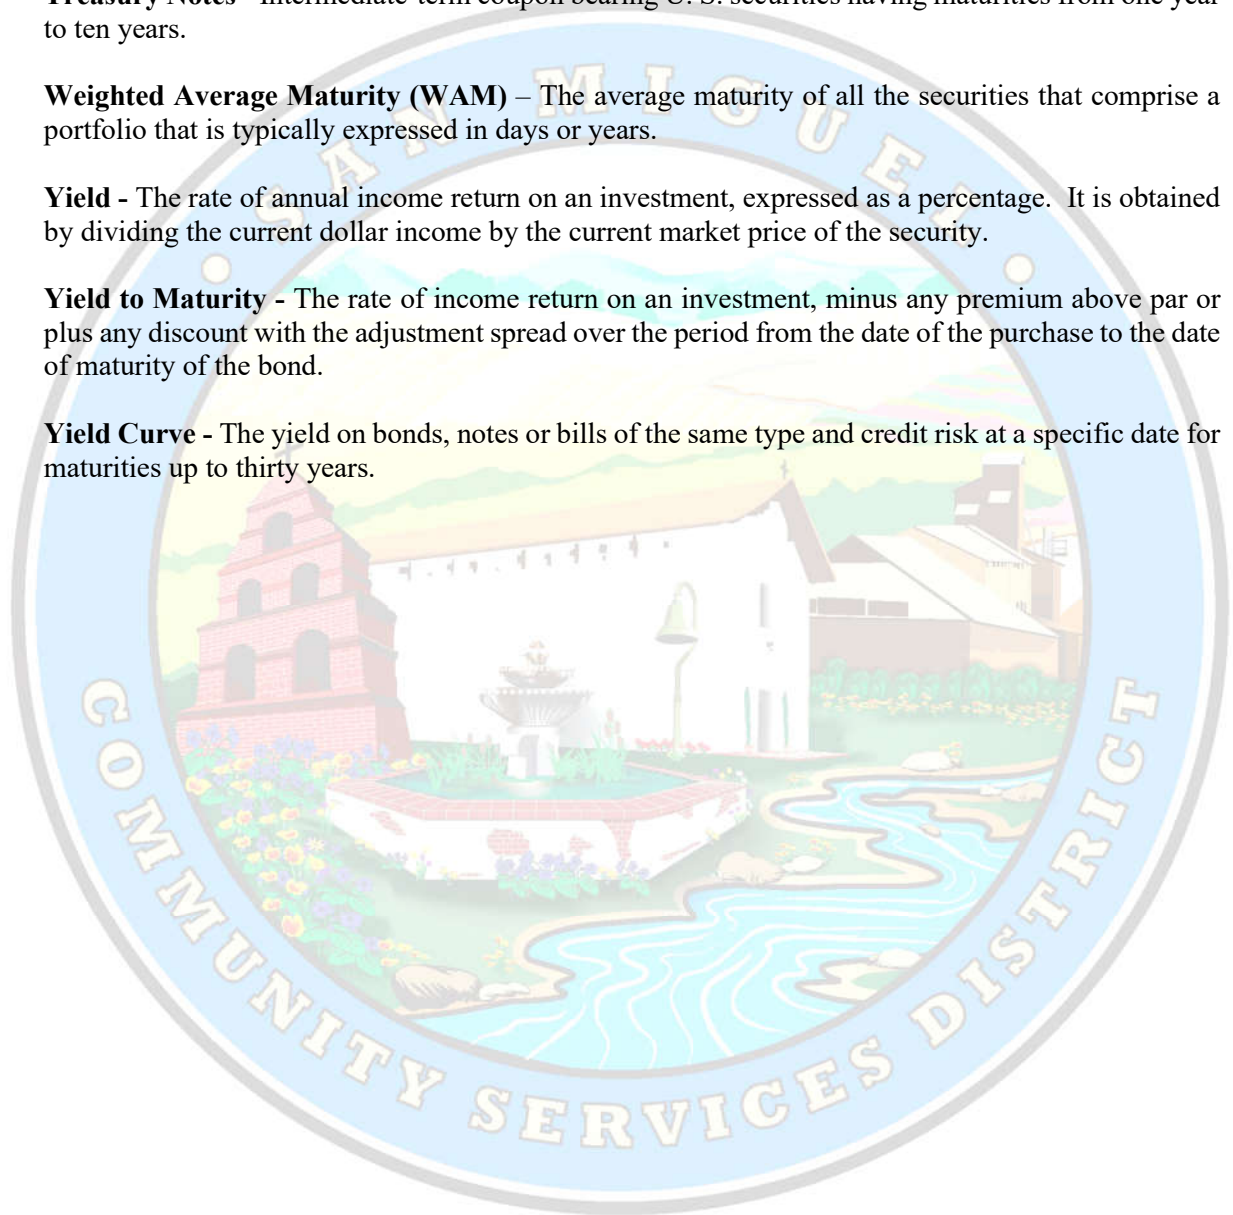 Treasury Notes - Intermediate-term coupon bearing U. S. securities having maturities from one year
to ten years.
Weighted Average Maturity (WAM) – The average maturity of all the securities that comprise a
portfolio that is typically expressed in days or years.
Yield - The rate of annual income return on an investment, expressed as a percentage. It is obtained
by dividing the current dollar income by the current market price of the security.
Yield to Maturity - The rate of income return on an investment, minus any premium above par or
plus any discount with the adjustment spread over the period from the date of the purchase to the date
of maturity of the bond.
Yield Curve - The yield on bonds, notes or bills of the same type and credit risk at a specific date for
maturities up to thirty years.
SAN MIGUEL
COMMUNITY SERVICES DISTRICT